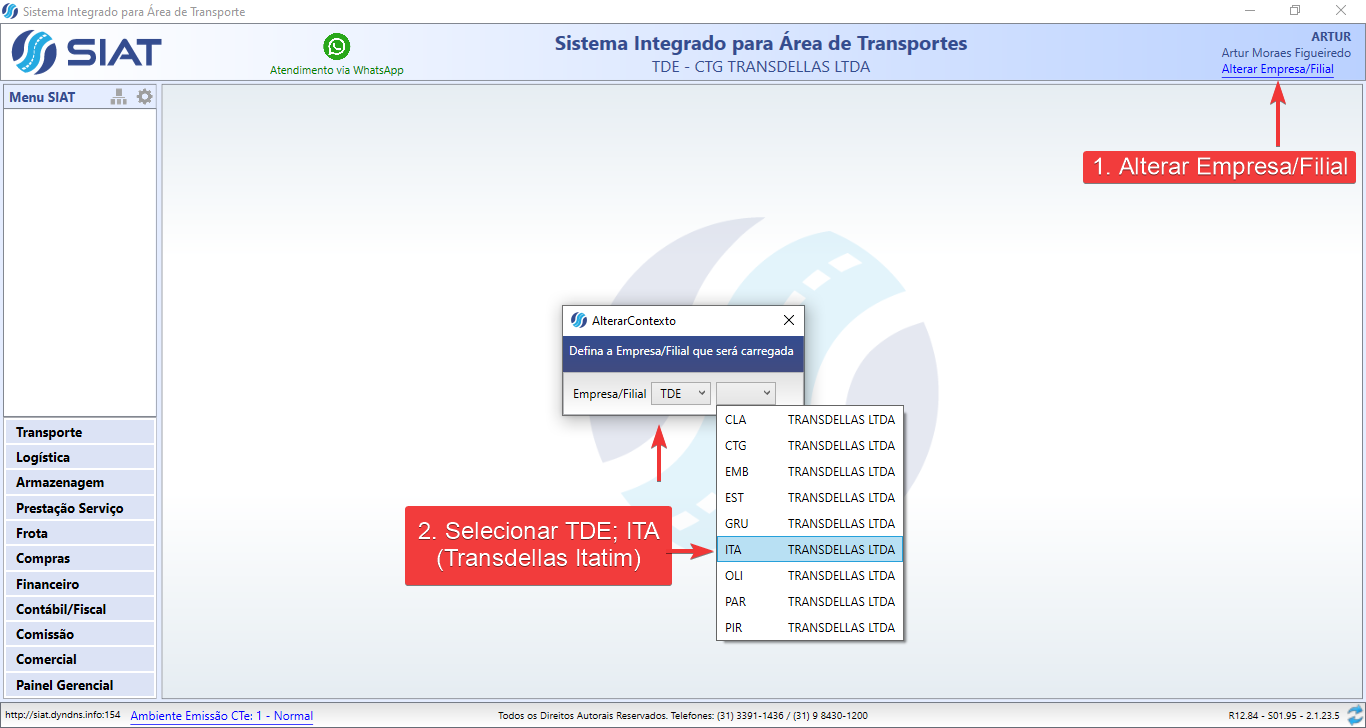 Sistema Integrado para Área de Transporte
SIAT
Atendimento via WhatsApp
Sistema Integrado para Área de Transportes
TDE - CTG TRANSDELLAS LTDA
ARTUR
Artur Moraes Figueiredo
Alterar Empresa/Filial
Menu SIAT
1. Alterar Empresa/Filial
AlterarContexto
Defina a Empresa/Filial que será carregada
Empresa/Filial TDE
CLA TRANSDELLAS LTDA
CTG TRANSDELLAS LTDA
EMB TRANSDELLAS LTDA
EST TRANSDELLAS LTDA
GRU TRANSDELLAS LTDA
ITA TRANSDELLAS LTDA
OLI TRANSDELLAS LTDA
PAR TRANSDELLAS LTDA
PIR TRANSDELLAS LTDA
2. Selecionar TDE; ITA
(Transdellas Itatim)
Transporte
Logística
Armazenagem
Prestação Serviço
Frota
Compras
Financeiro
Contábil/Fiscal
Comissão
Comercial
Painel Gerencial
http://siat.dyndns.info:154 Ambiente Emissão CTe: 1 - Normal Todos os Direitos Autorais Reservados. Telefones: (31) 3391-1436 / (31) 9 8430-1200 R12.84 - S01.95 - 2.1.23.5